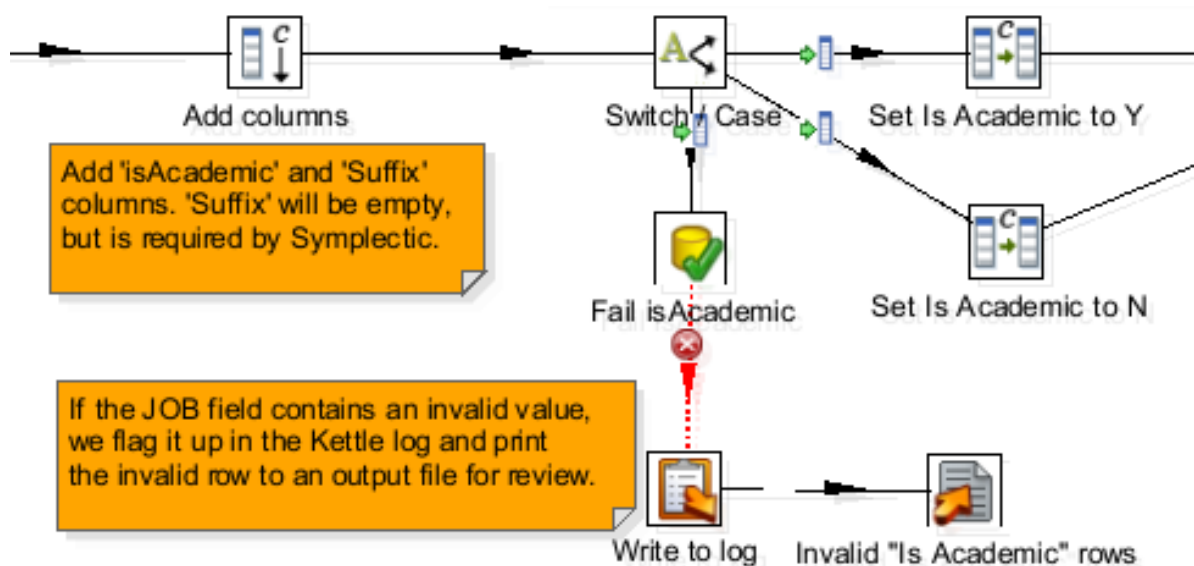 Add columns
Switch / Case
Set Is Academic to Y
Add 'isAcademic' and 'Suffix'
columns. 'Suffix' will be empty,
but is required by Symplectic.
Fail isAcademic
Set Is Academic to N
If the JOB field contains an invalid value,
we flag it up in the Kettle log and print
the invalid row to an output file for review.
Write to log
Invalid "Is Academic" rows